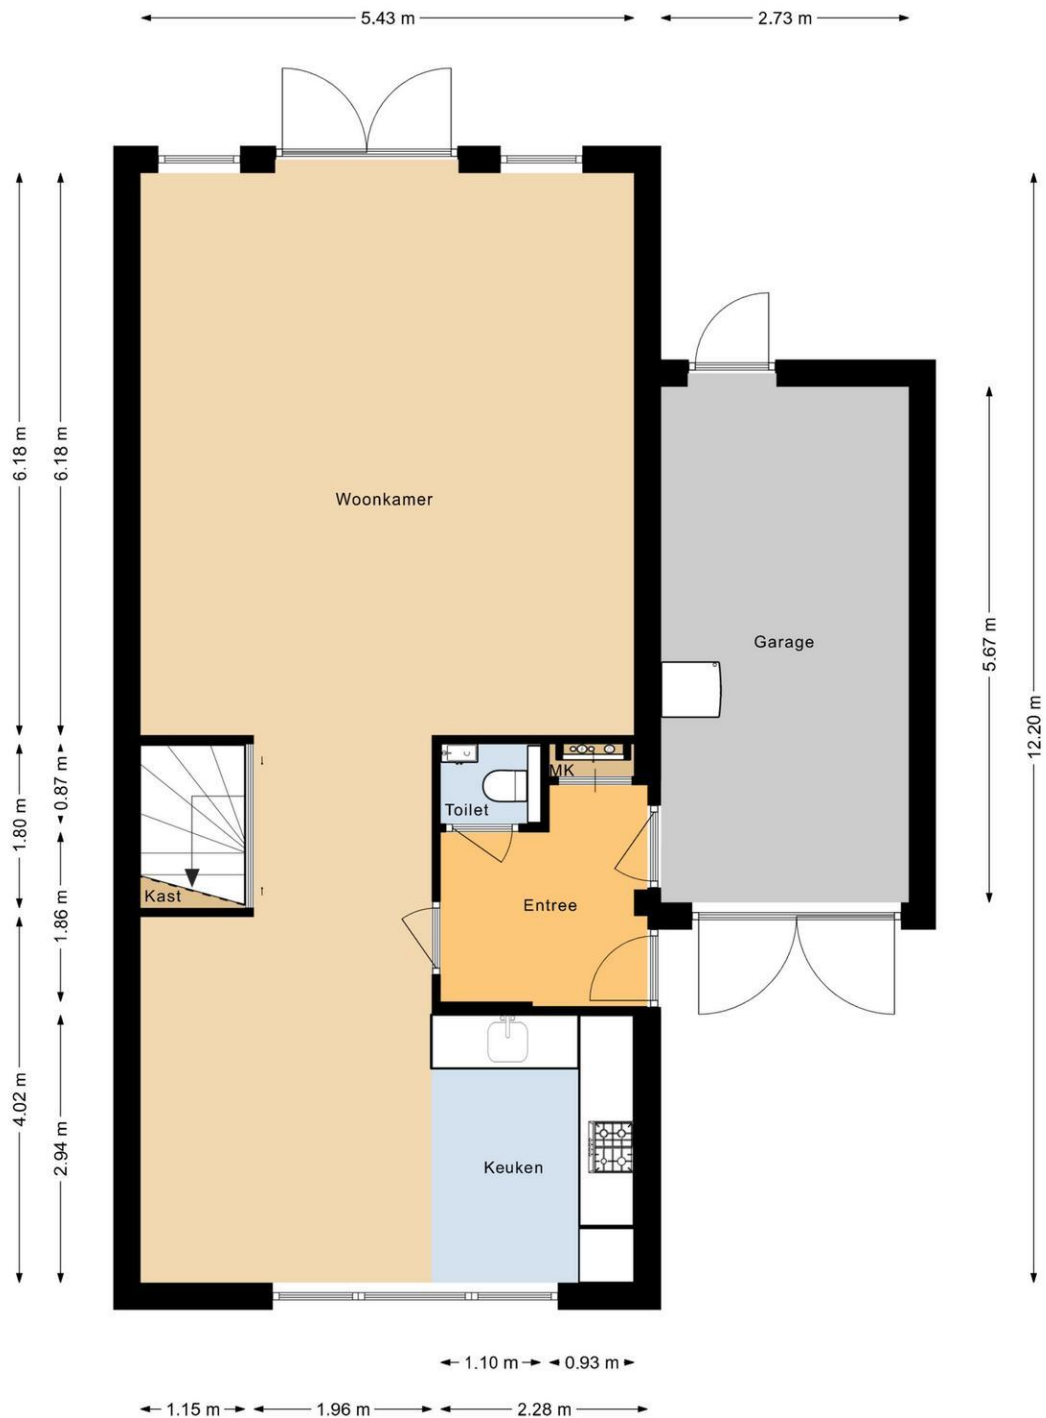 5.43 m
2.73 m
6.18 m
6.18 m
Woonkamer
Garage
5.67 m
12.20 m
MK
0.87 m
1.80 m
Toilet
Kast
Entree
1.86 m
4.02 m
2.94 m
Keuken
1.10 m
0.93 m
1.15 m
1.96 m
2.28 m